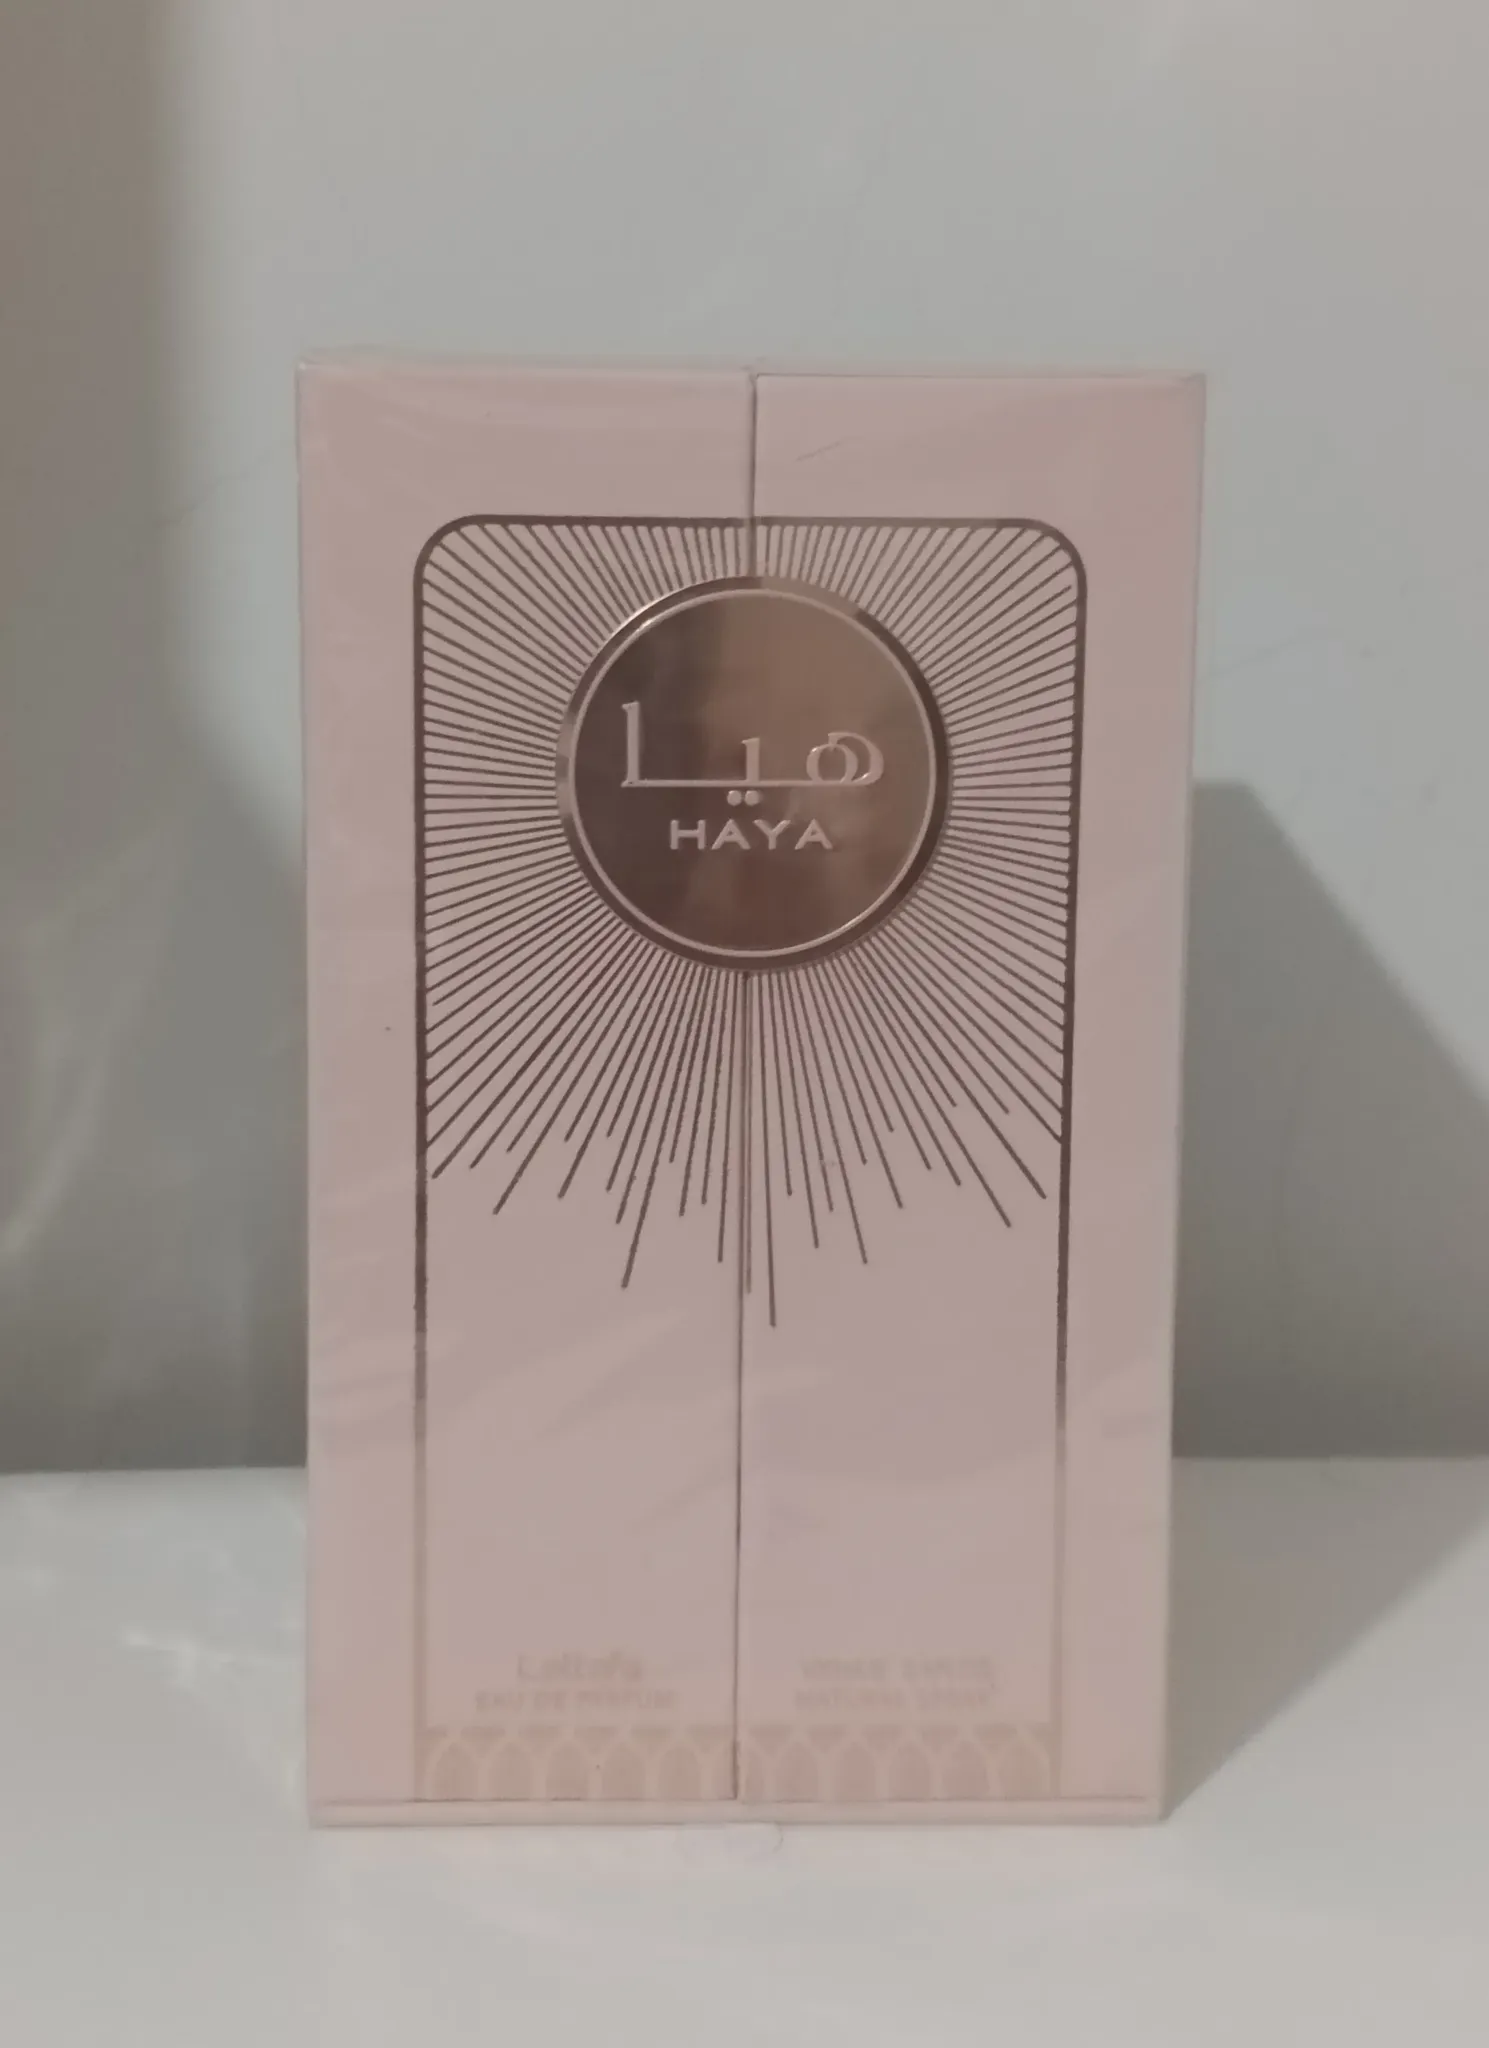 هيا
HAYA
Lattafa
EAU DE PARFUM
NATURAL SPRAY